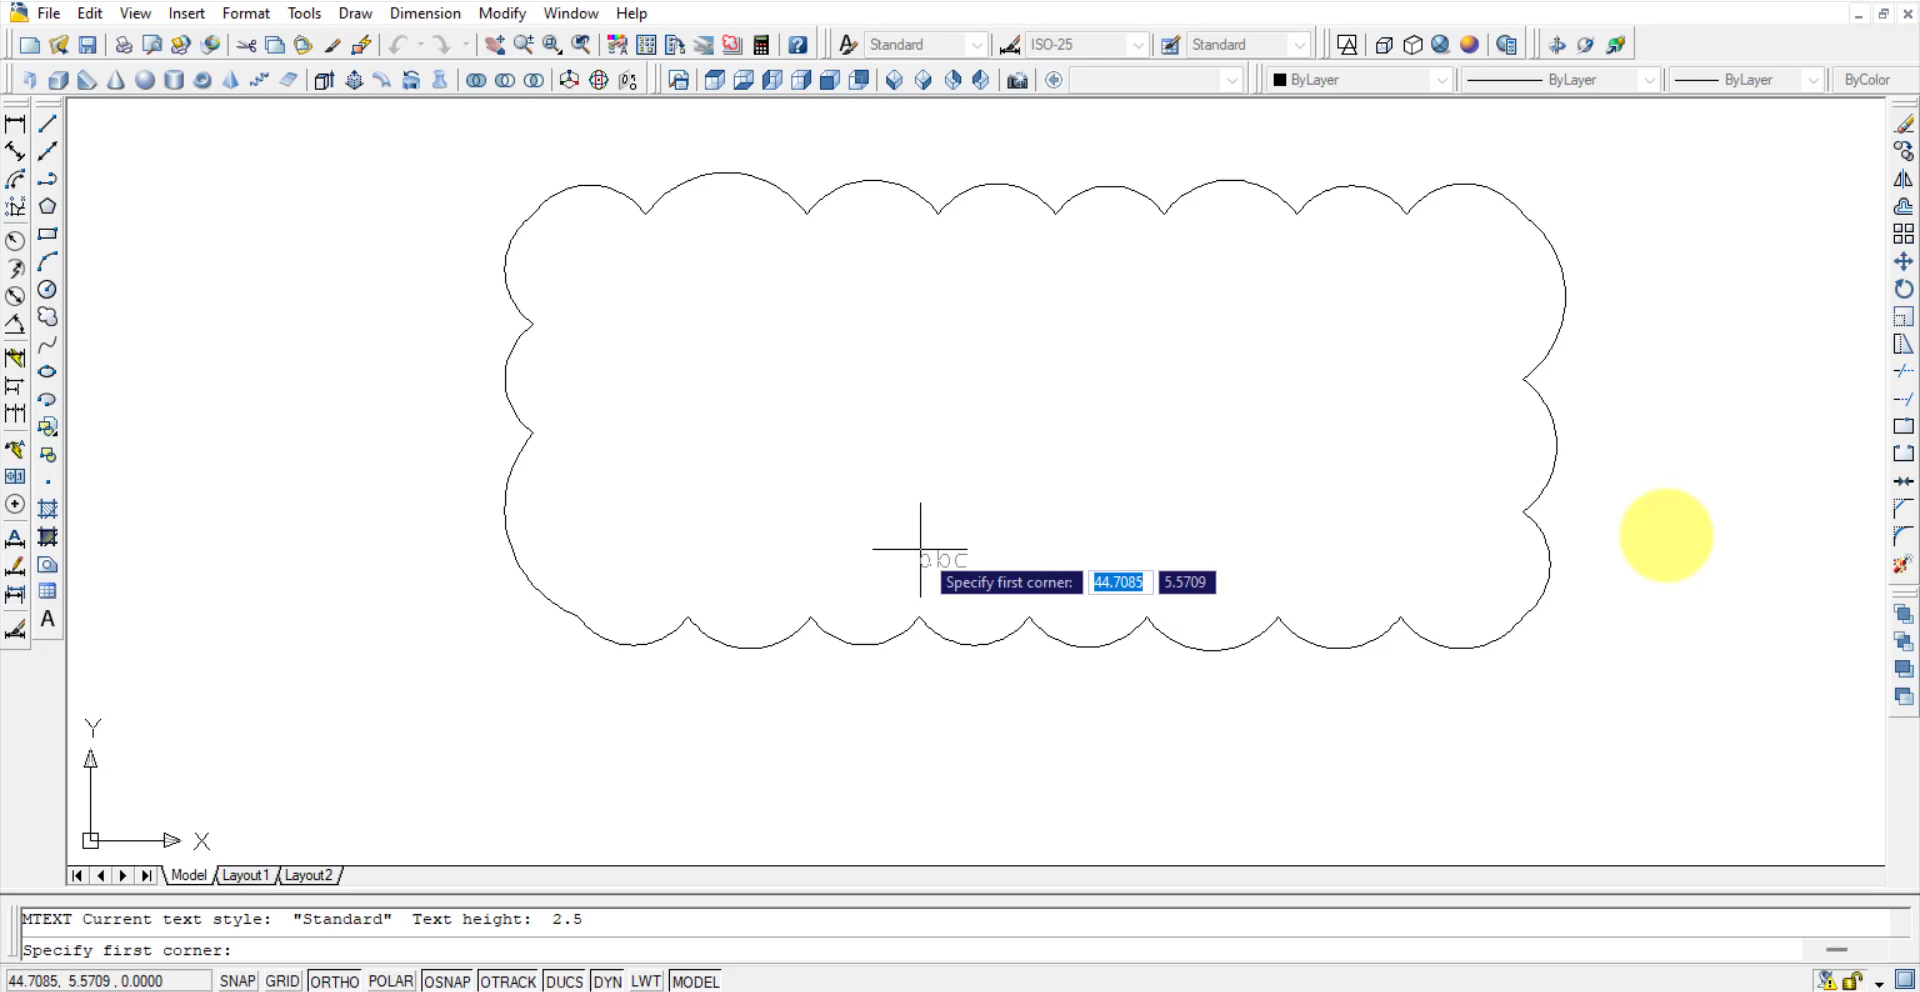 File Edit View Insert Format Tools Draw Dimension Modify Window Help
Standard ISO-25 Standard
ByLayer ByLayer ByLayer ByColor
abc
Specify first corner: 44.7085 5.5709
Y
X
Model Layout1 Layout2
MTEXT Current text style: "Standard" Text height: 2.5
Specify first corner:
44.7085, 5.5709 , 0.0000 SNAP GRID ORTHO POLAR OSNAP OTRACK DUCS DYN LWT MODEL